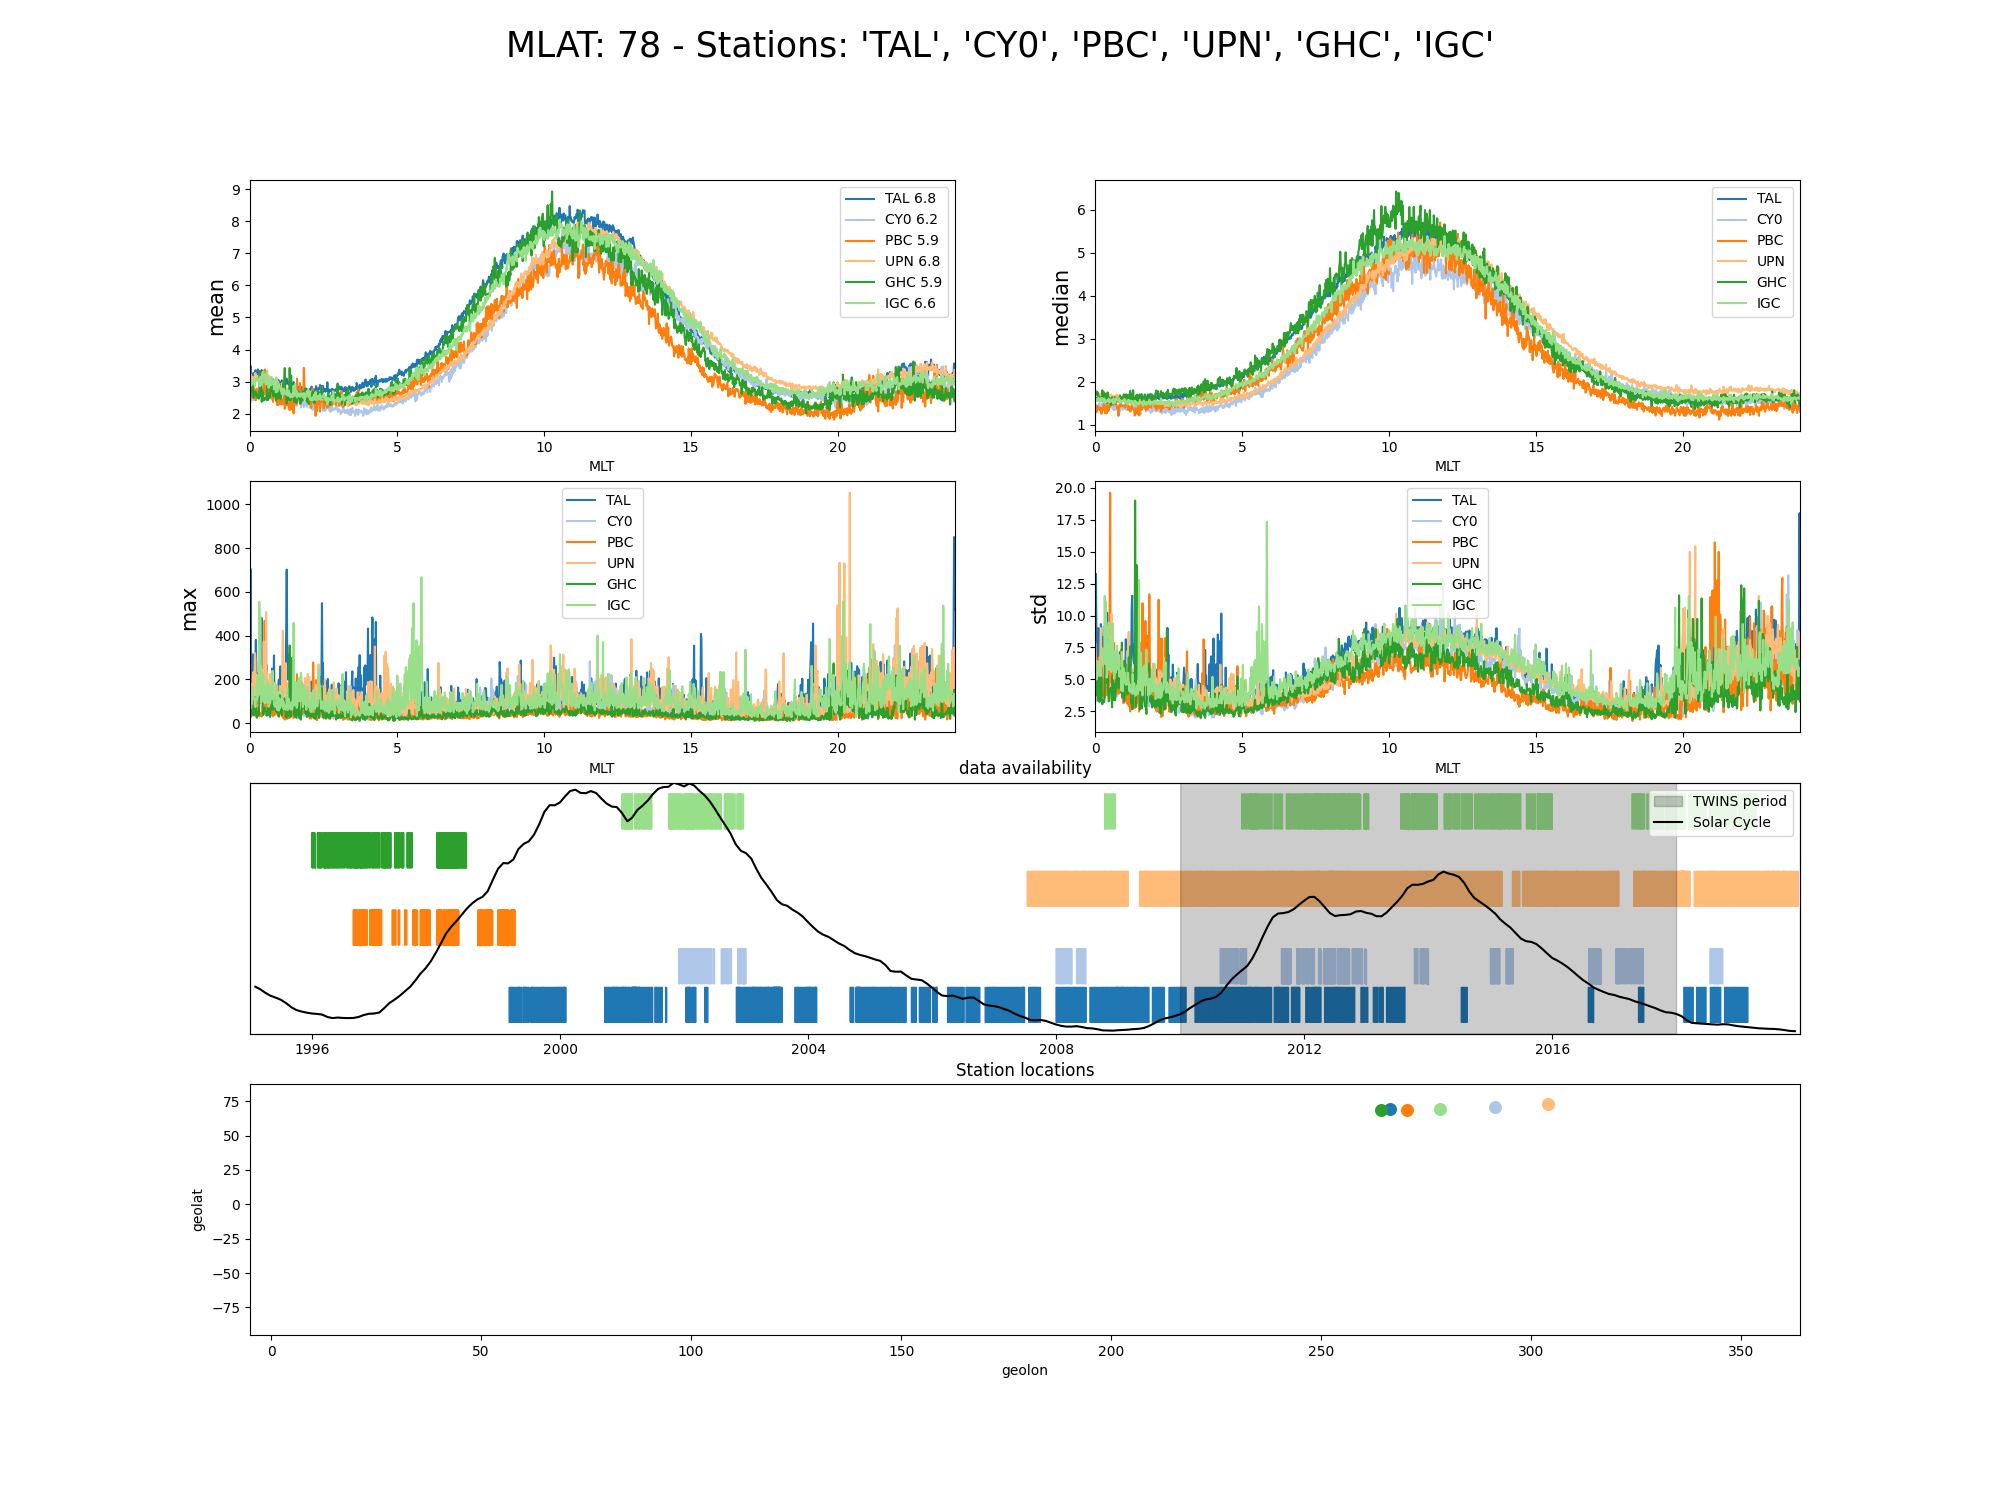 MLAT: 78 - Stations: 'TAL', 'CY0', 'PBC', 'UPN', 'GHC', 'IGC'
mean
9
8
7
6
5
4
3
2
0 5 10 15 20
MLT
TAL 6.8
CY0 6.2
PBC 5.9
UPN 6.8
GHC 5.9
IGC 6.6
median
6
5
4
3
2
1
0 5 10 15 20
MLT
TAL
CY0
PBC
UPN
GHC
IGC
max
1000
800
600
400
200
0
0 5 10 15 20
MLT
TAL
CY0
PBC
UPN
GHC
IGC
std
20.0
17.5
15.0
12.5
10.0
7.5
5.0
2.5
0 5 10 15 20
MLT
TAL
CY0
PBC
UPN
GHC
IGC
data availability
TWINS period
Solar Cycle
1996 2000 2004 2008 2012 2016
Station locations
geolat
75
50
25
0
−25
−50
−75
0 50 100 150 200 250 300 350
geolon